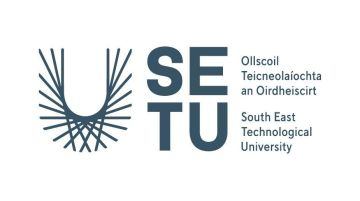 SE
TU
Ollscoil
Teicneolaíochta
an Oirdheiscirt
South East
Technological
University